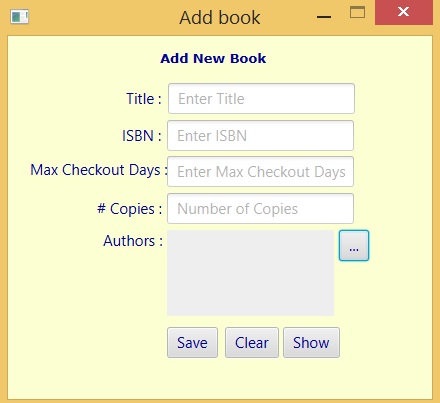 Add book
Add New Book
Title : Enter Title
ISBN : Enter ISBN
Max Checkout Days : Enter Max Checkout Days
# Copies : Number of Copies
Authors : ...
Save Clear Show